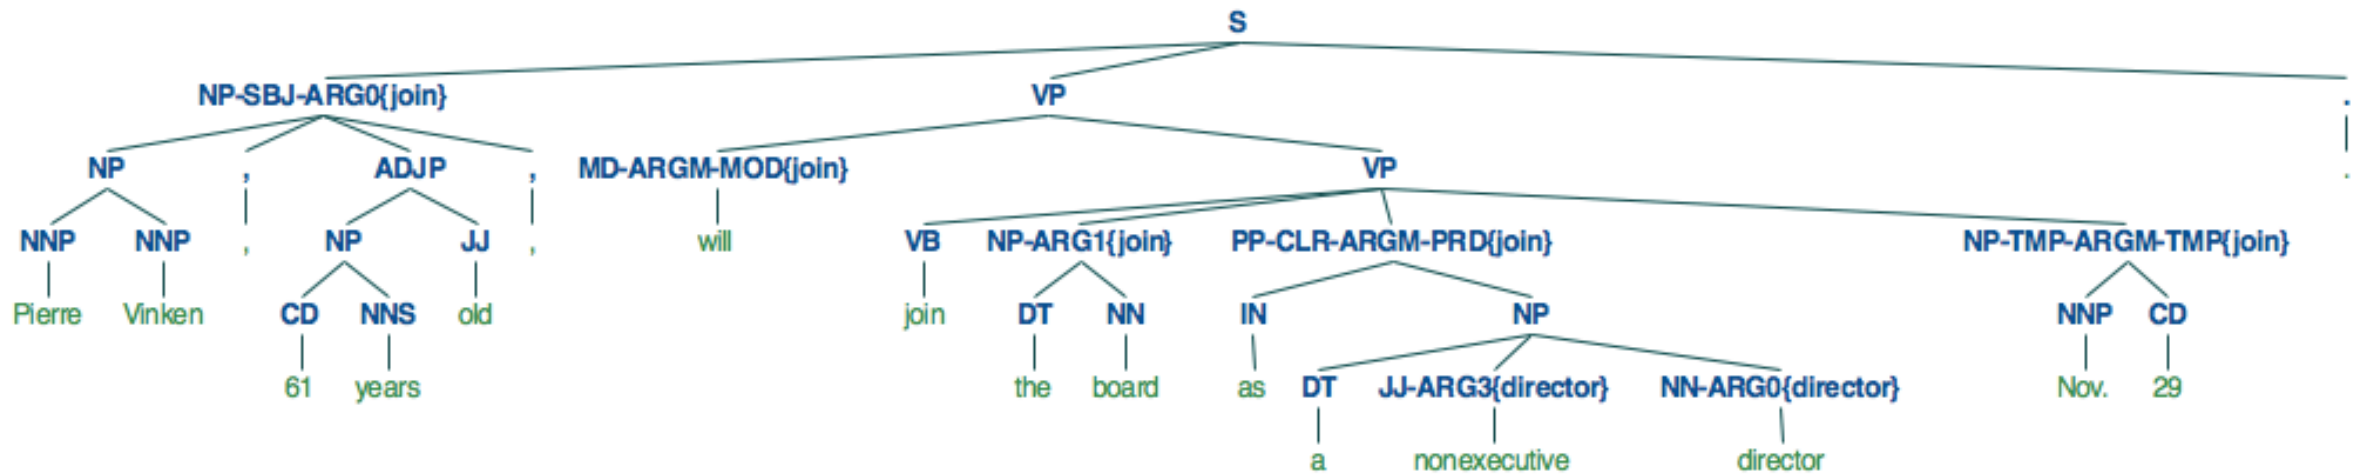 S
NP-SBJ-ARG0{join} VP .
NP , ADJP , MD-ARGM-MOD{join} VP .
NNP NNP , NP JJ , will VB NP-ARG1{join} PP-CLR-ARGM-PRD{join} NP-TMP-ARGM-TMP{join}
Pierre Vinken CD NNS old join DT NN IN NP NNP CD
61 years the board as DT JJ-ARG3{director} NN-ARG0{director} Nov. 29
a nonexecutive director